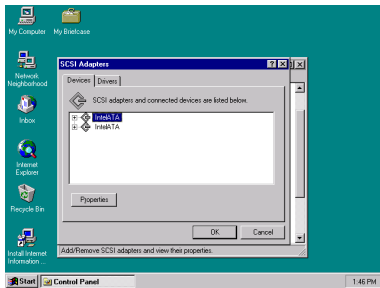 My Computer
My Briefcase
Network
Neighborhood
Inbox
Internet
Explorer
Recycle Bin
Install Internet
Information ...
SCSI Adapters
Devices
Drivers
SCSI adapters and connected devices are listed below.
IntelATA
IntelATA
Properties
OK
Cancel
Add/Remove SCSI adapters and view their properties.
Start
Control Panel
1:46 PM